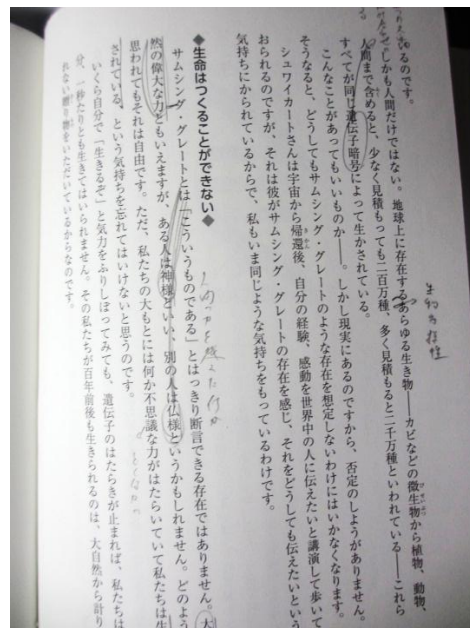 るのです。
しかも人間だけではない。地球上に存在するあらゆる生き物――カビなどの微生物から植物、動物、
人間まで含めると、少なく見積もっても二百万種、多く見積もると二千万種といわれている――これら
すべてが同じ遺伝子暗号によって生かされている。
こんなことがあってもいいものか――。しかし現実にあるのですから、否定のしようがありません。
そうなると、どうしてもサムシング・グレートのような存在を想定しないわけにはいかなくなります。
シュワイカートさんは宇宙から帰還後、自分の経験、感動を世界中の人に伝えたいと講演して歩いて
おられるのですが、それは彼がサムシング・グレートの存在を感じ、それをどうしても伝えたいという
気持ちにかられているからで、私もいま同じような気持ちをもっているわけです。
◆生命はつくることができない◆
サムシング・グレートとは「こういうものである」とはっきり断言できる存在ではありません。大
然の偉大な力ともいえますが、ある人は神様といい、別の人は仏様というかもしれません。どのよう
思われてもそれは自由です。ただ、私たちの大もとには何か不思議な力がはたらいていて私たちは生
されている、という気持ちを忘れてはいけないと思うのです。
いくら自分で「生きるぞ」と気力をふりしぼってみても、遺伝子のはたらきが止まれば、私たちは
分、一秒たりとも生きてはいられません。その私たちが百年前後も生きられるのは、大自然から計り
れない贈り物をいただいているからなのです。
生物多様性
人間の力を越えた何か